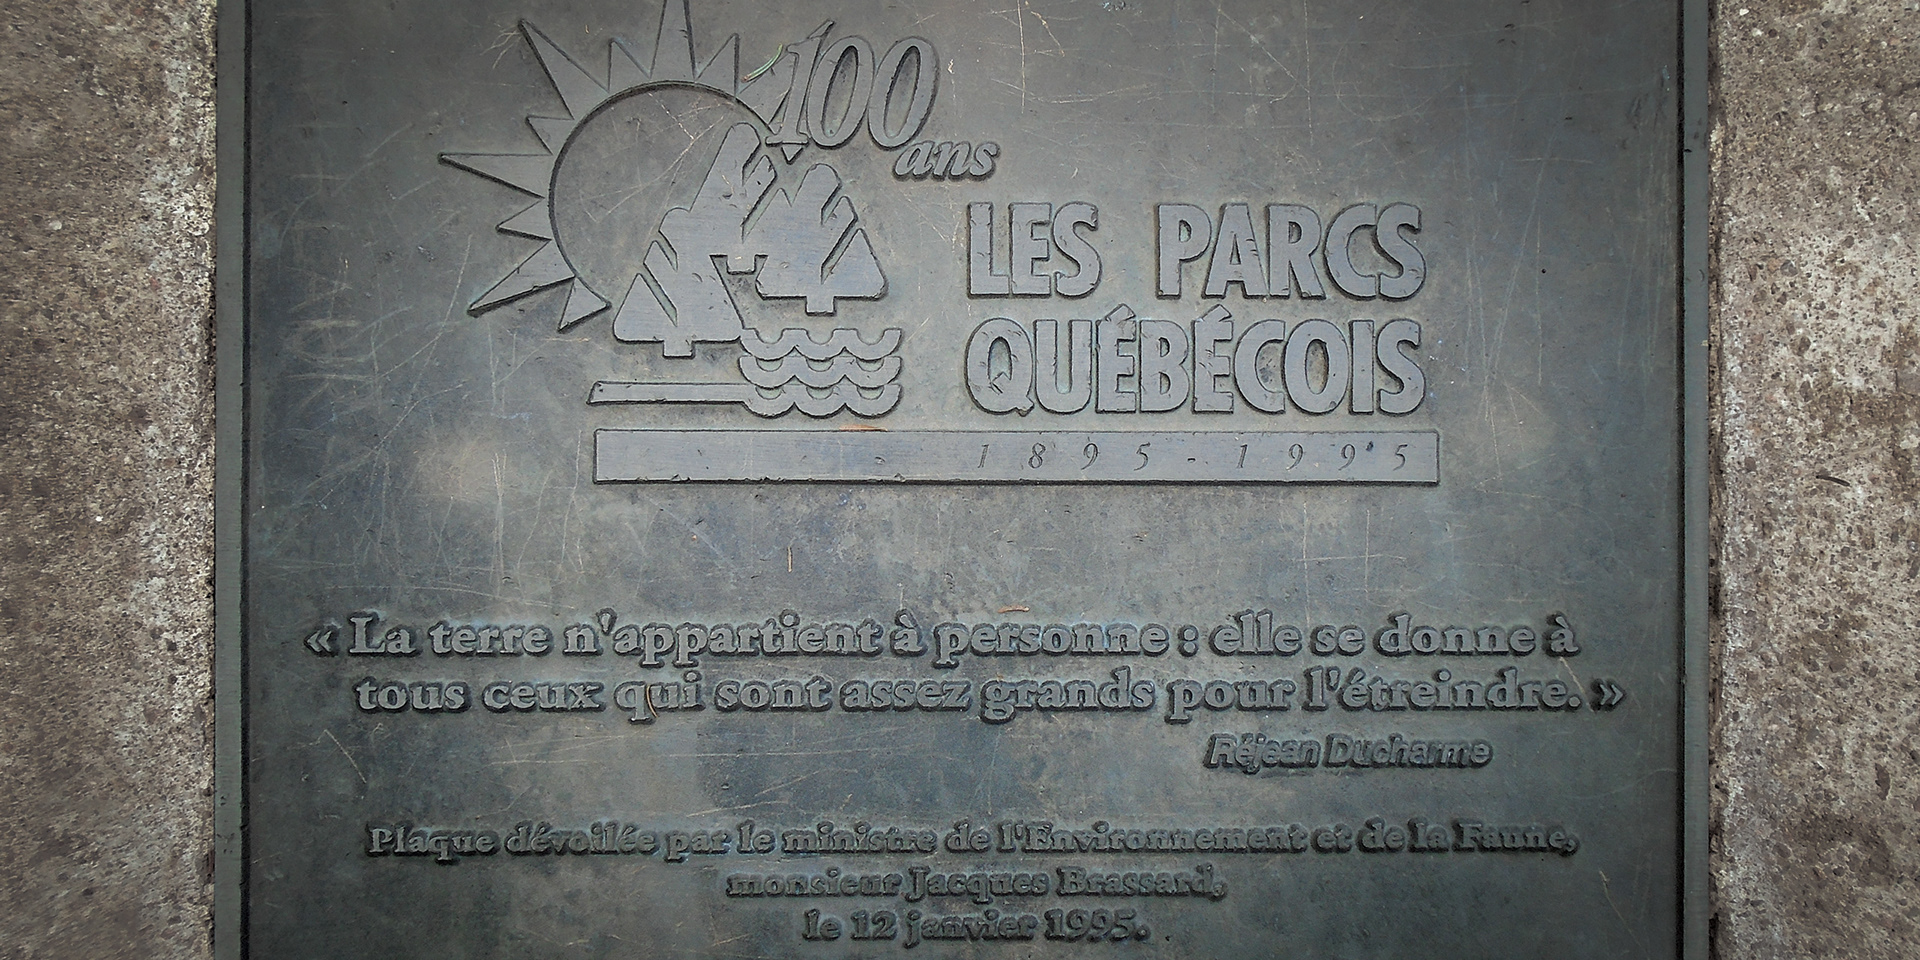 100
ans
LES PARCS
QUÉBÉCOIS
1895-1995
« La terre n'appartient à personne : elle se donne à
tous ceux qui sont assez grands pour l'étreindre. »
Réjean Ducharme
Plaque dévoilée par le ministre de l'Environnement et de la Faune,
monsieur Jacques Brassard,
le 12 janvier 1995.